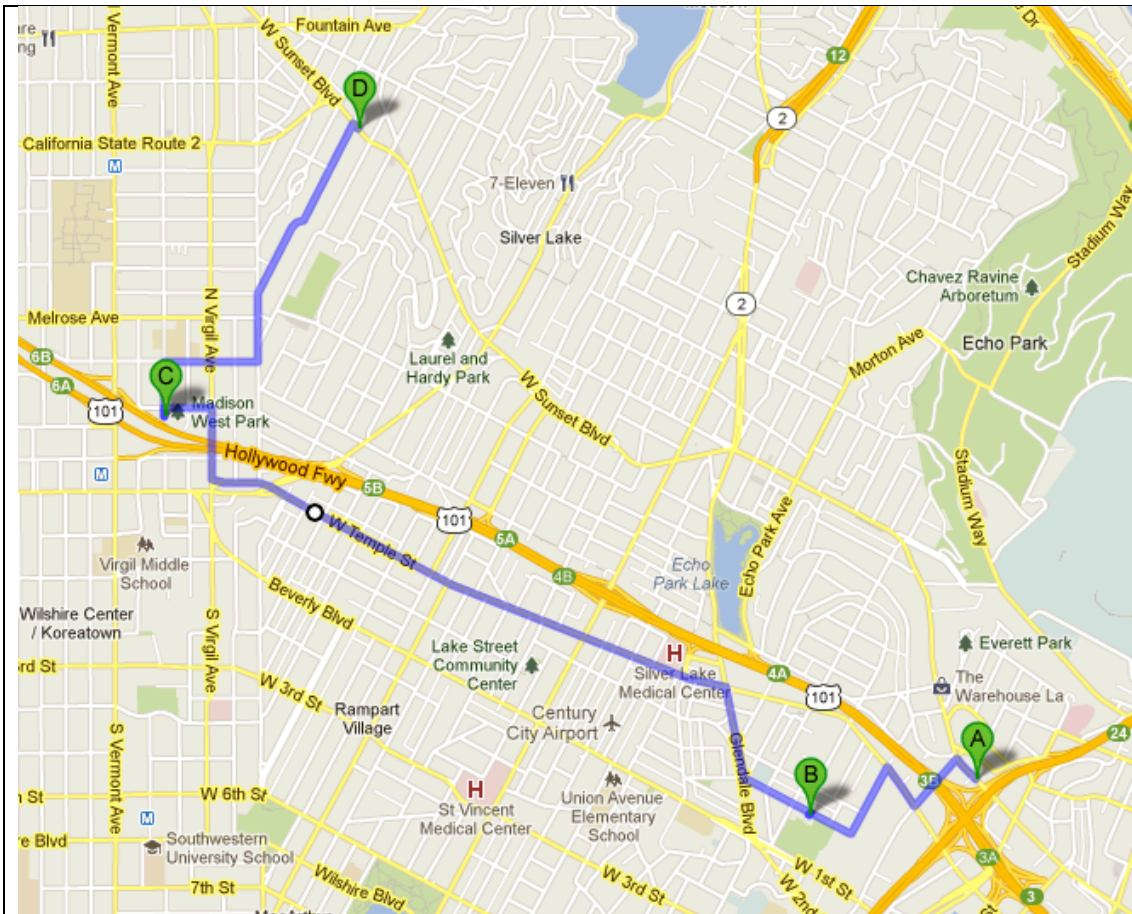 Fountain Ave
W Sunset Blvd
Vermont Ave
Dr
12
D
2
California State Route 2
M
7-Eleven
Silver Lake
Stadium Way
Chavez Ravine
Arboretum
N Virgil Ave
Melrose Ave
2
Echo Park
Morton Ave
6B
6A
101
C
Madison
West Park
Laurel and
Hardy Park
W Sunset Blvd
M
Hollywood Fwy
5B
101
5A
4B
W Temple St
Stadium Way
Echo Park Ave
Echo
Park Lake
Virgil Middle
School
Wilshire Center
/ Koreatown
S Virgil Ave
Beverly Blvd
Lake Street
Community
Center
H
Silver Lake
Medical Center
4A
101
Everett Park
The
Warehouse La
3rd St
W 3rd St
Rampart
Village
Century
City Airport
S Vermont Ave
Glendale Blvd
A
B
3B
24
W 6th St
H
St Vincent
Medical Center
Union Avenue
Elementary
School
M
Southwestern
University School
7th St
Wilshire Blvd
W 3rd St
W 1st St
W 2nd
3A
3